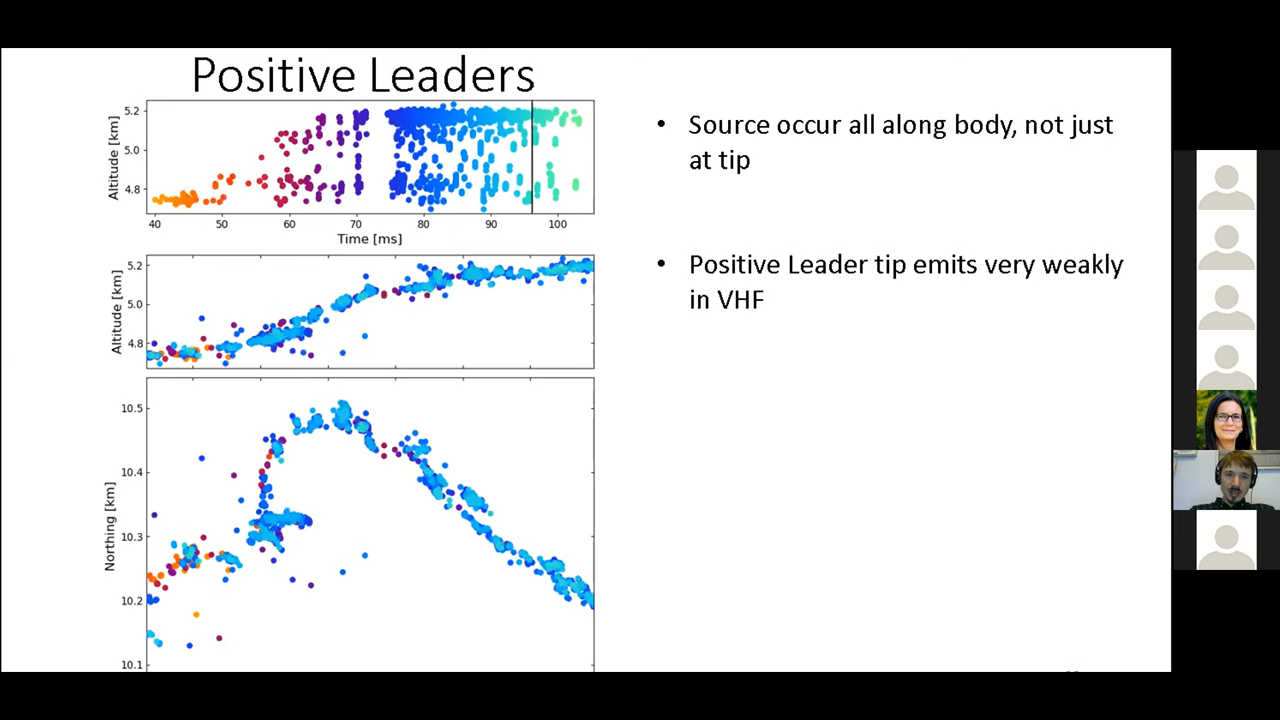 Positive Leaders
5.2
5.0
4.8
Altitude [km]
40 50 60 70 80 90 100
Time [ms]
5.2
5.0
4.8
Altitude [km]
10.5
10.4
10.3
10.2
10.1
Northing [km]
• Source occur all along body, not just
at tip
• Positive Leader tip emits very weakly
in VHF